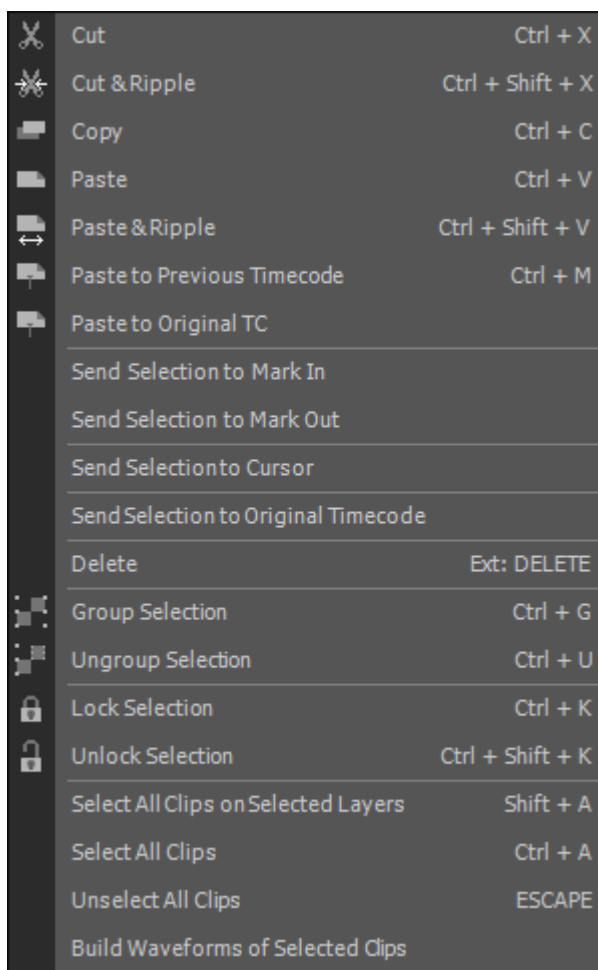 Cut Ctrl + X
Cut & Ripple Ctrl + Shift + X
Copy Ctrl + C
Paste Ctrl + V
Paste & Ripple Ctrl + Shift + V
Paste to Previous Timecode Ctrl + M
Paste to Original TC
Send Selection to Mark In
Send Selection to Mark Out
Send Selection to Cursor
Send Selection to Original Timecode
Delete Ext: DELETE
Group Selection Ctrl + G
Ungroup Selection Ctrl + U
Lock Selection Ctrl + K
Unlock Selection Ctrl + Shift + K
Select All Clips on Selected Layers Shift + A
Select All Clips Ctrl + A
Unselect All Clips ESCAPE
Build Waveforms of Selected Clips